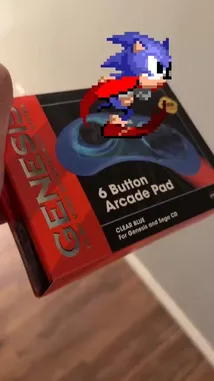 GENESIS
6 Button
Arcade Pad
CLEAR BLUE
For Genesis and Sega CD